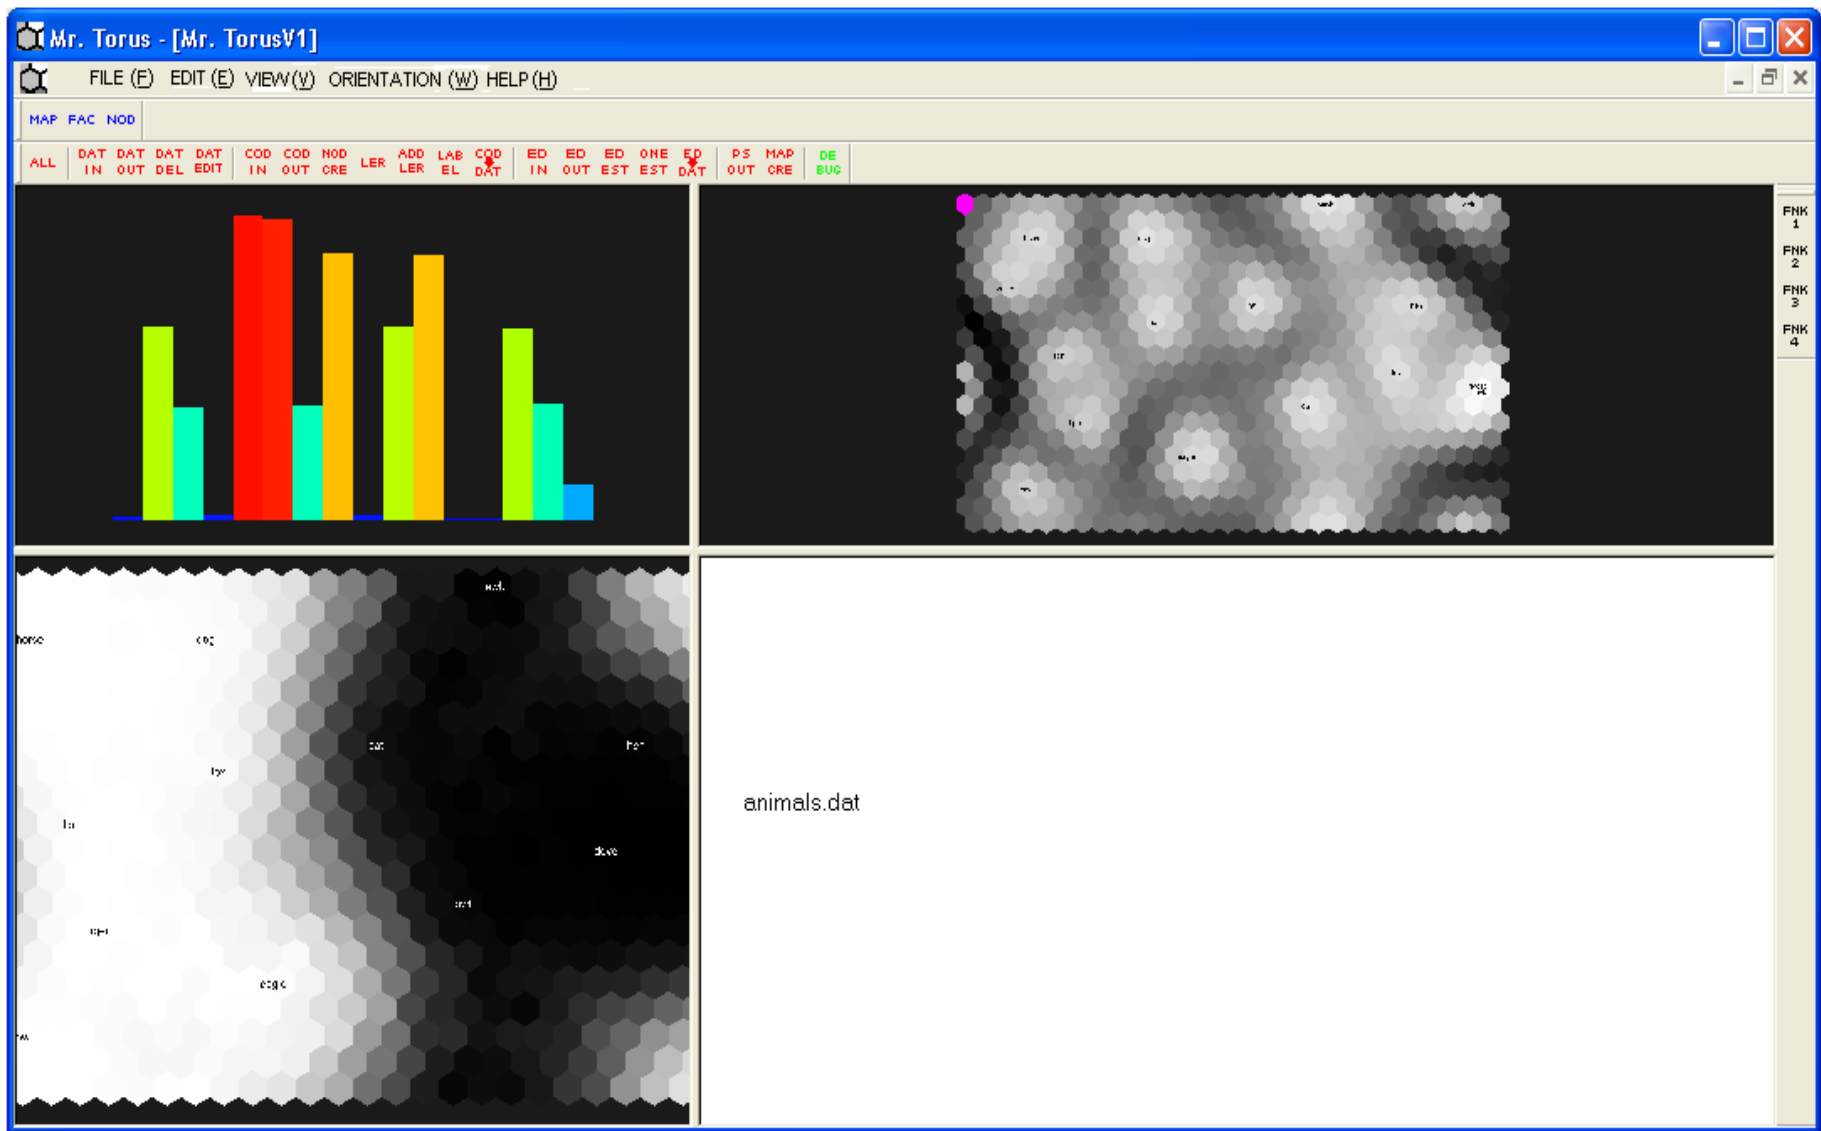 Mr. Torus - [Mr. TorusV1]
FILE (F) EDIT (E) VIEW (V) ORIENTATION (W) HELP (H)
MAP FAC NOD
ALL DAT IN DAT OUT DAT DEL DAT EDIT COD IN COD OUT NOD CRE LER ADD LER LAB EL COD DAT ED IN ED OUT ED EST ONE EST ED DAT PS OUT MAP CRE DE BUG
FNK 1
FNK 2
FNK 3
FNK 4
owl
horse
dog
cat
hen
dove
eagle
animals.dat